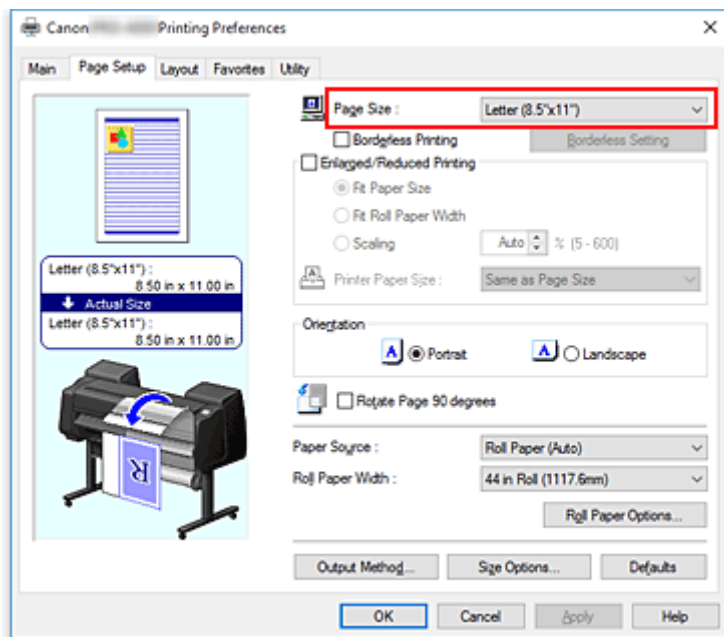 Canon Printing Preferences
Main Page Setup Layout Favorites Utility
Page Size : Letter (8.5"x11")
Borderless Printing Borderless Setting
Enlarged/Reduced Printing
Fit Paper Size
Fit Roll Paper Width
Scaling Auto % (5 - 600)
Printer Paper Size : Same as Page Size
Letter (8.5"x11") :
8.50 in x 11.00 in
Actual Size
Letter (8.5"x11") :
8.50 in x 11.00 in
Orientation
A Portrait A Landscape
Rotate Page 90 degrees
Paper Source : Roll Paper (Auto)
Roll Paper Width : 44 in Roll (1117.6mm)
Roll Paper Options...
Output Method... Size Options... Defaults
OK Cancel Apply Help